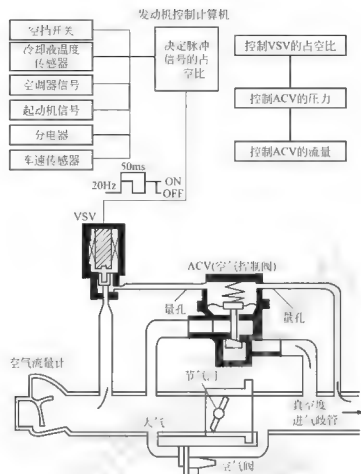 发动机控制计算机
空挡开关
冷却液温度
传感器
空调器信号
起动机信号
分电器
车速传感器
决定脉冲
信号的占
空比
控制VSV的占空比
控制ACV的压力
控制ACV的流量
50ms
20Hz
ON
OFF
VSV
ACV(空气控制阀)
量孔
量孔
空气流量计
节气门
大气
真空度
进气歧管
空气阀